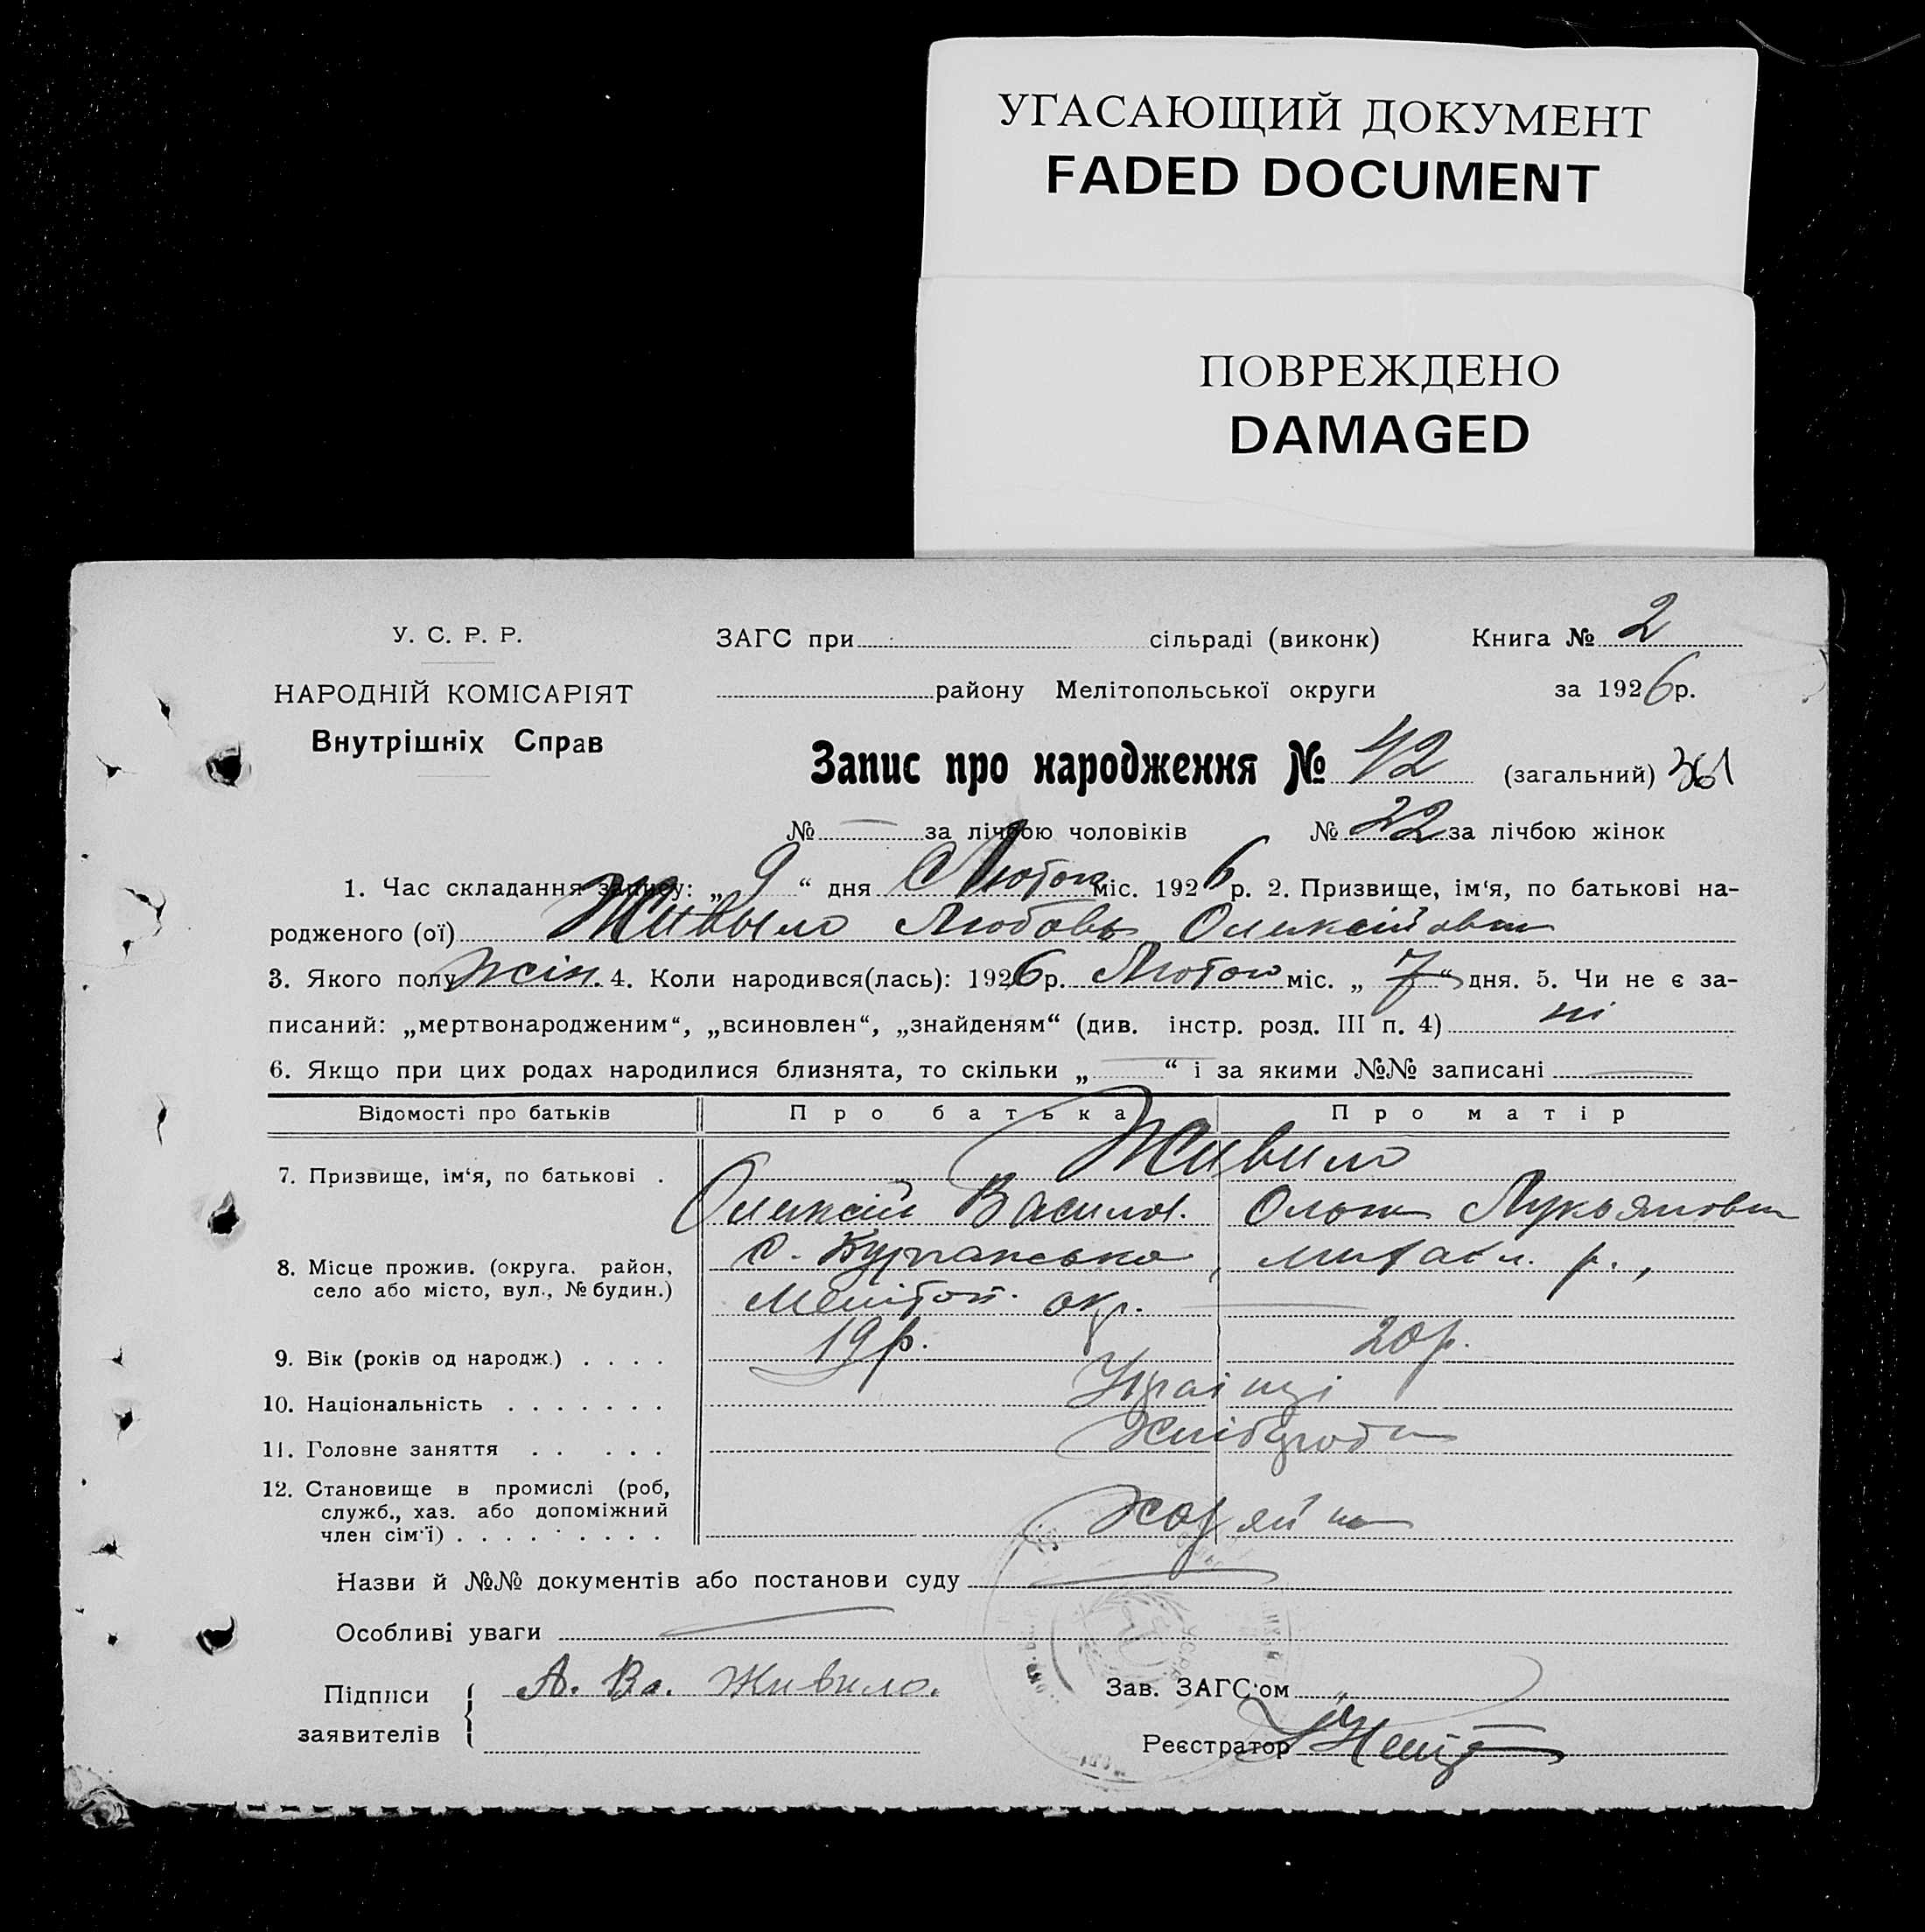 УГАСАЮЩИЙ ДОКУМЕНТ
FADED DOCUMENT
ПОВРЕЖДЕНО
DAMAGED
У. С. Р. Р.
НАРОДНІЙ КОМІСАРІЯТ
Внутрішніх Справ
ЗАГС при сільраді (виконк) Книга № 2
району Мелітопольської округи за 1926 р.
Запис про народження № 42 (загальний) 361
№ — за лічбою чоловіків № 22 за лічбою жінок
1. Час складання запису: „ 9 “ дня Лютого міс. 1926 р. 2. Призвище, ім‘я, по батькові на-
родженого (ої) Живыло Любовь Олексійовна
3. Якого полу жін. 4. Коли народився(лась): 1926 р. Лютого міс. „ 7 “ дня. 5. Чи не є за-
писаний: „мертвонародженим“, „всиновлен“, „знайденям“ (див. інстр. розд. III п. 4) ні
6. Якщо при цих родах народилися близнята, то скільки „ — “ і за якими №№ записані —
Відомості про батьків Про батька Про матір
Живило
7. Призвище, ім‘я, по батькові . Олексій Васильов. Ольга Лукьяновна
8. Місце прожив. (округа. район, с. , р.,
село або місто, вул., № будин.) Мелітоп. окр. —
9. Вік (років од народж.) . . . . 19 р. 20 р.
10. Національність . . . . . . . Українці
11. Головне заняття . . . . . Хлібороби
12. Становище в промислі (роб,
служб., хаз. або допоміжний
член сім‘ї) . . . . . . . . . Хазяїни
Назви й №№ документів або постанови суду —
Особливі уваги —
Підписи А. Ва. Живило. Зав. ЗАГС‘ом
заявителів Реєстратор